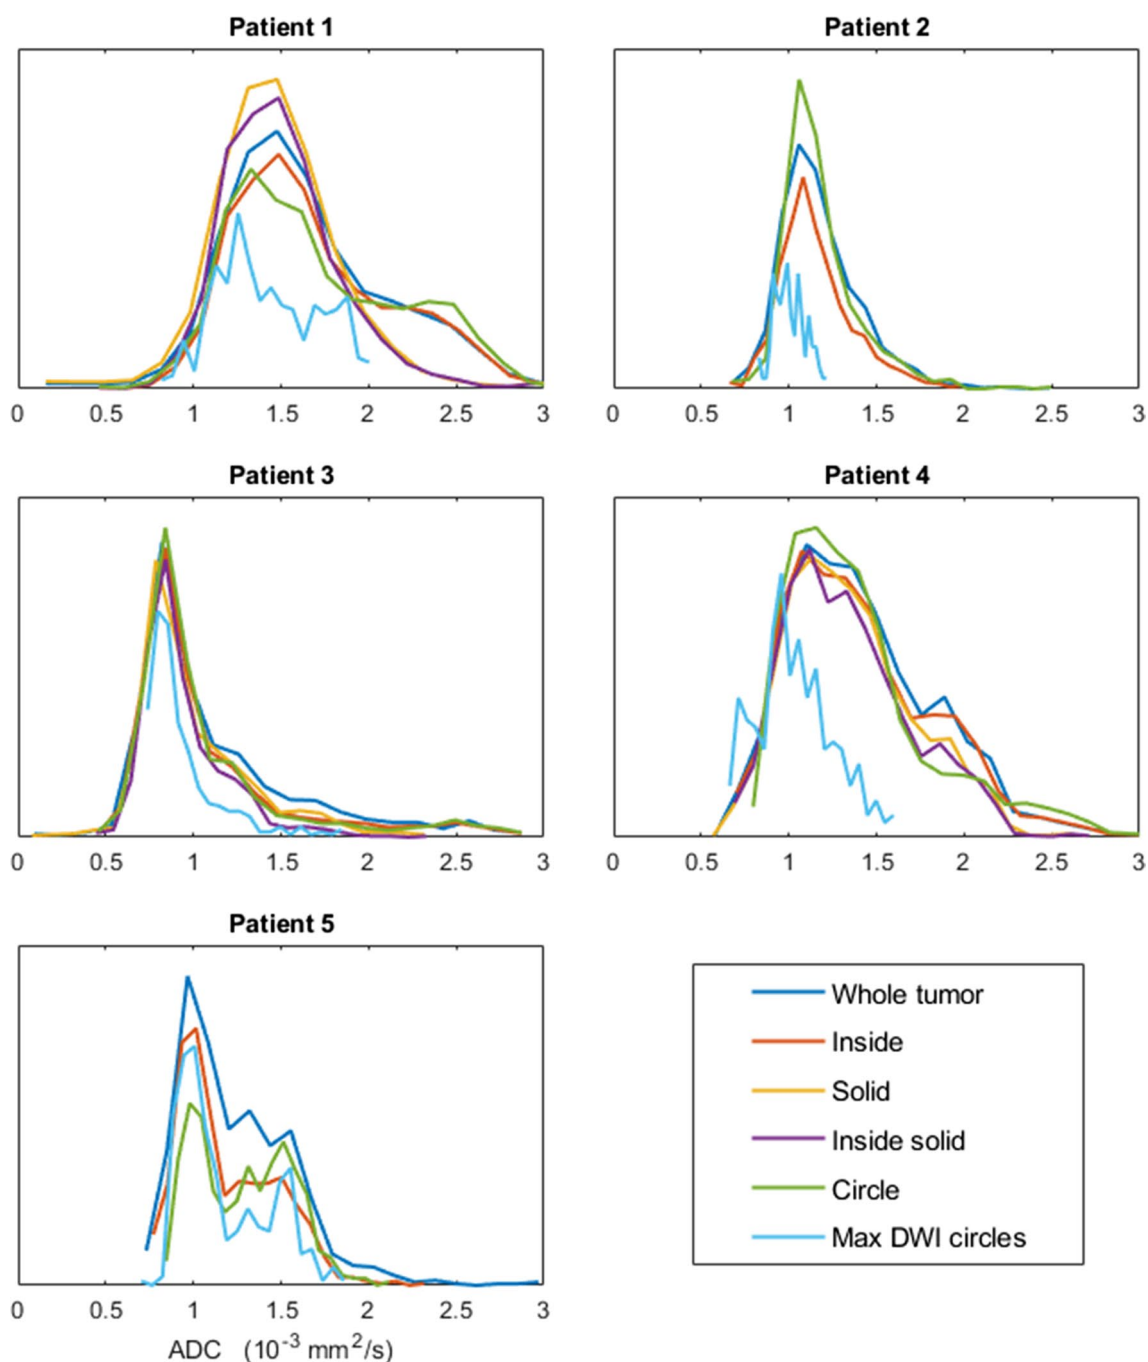 Patient 1
0 0.5 1 1.5 2 2.5 3
Patient 2
0 0.5 1 1.5 2 2.5 3
Patient 3
0 0.5 1 1.5 2 2.5 3
Patient 4
0 0.5 1 1.5 2 2.5 3
Patient 5
0 0.5 1 1.5 2 2.5 3
ADC (10⁻³ mm²/s)
Whole tumor
Inside
Solid
Inside solid
Circle
Max DWI circles